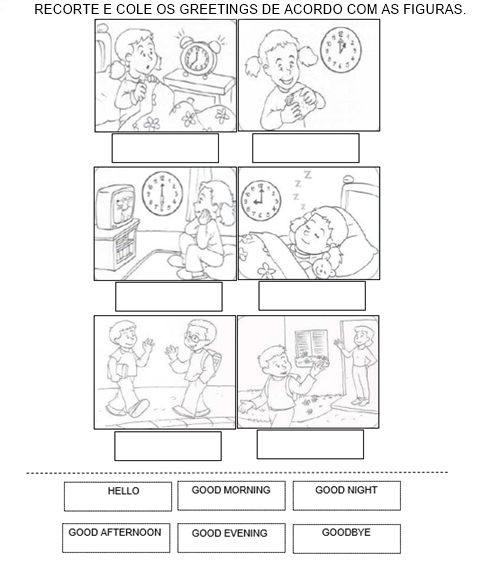 RECORTE E COLE OS GREETINGS DE ACORDO COM AS FIGURAS.
Z
Z
Z
Z
HELLO
GOOD MORNING
GOOD NIGHT
GOOD AFTERNOON
GOOD EVENING
GOODBYE